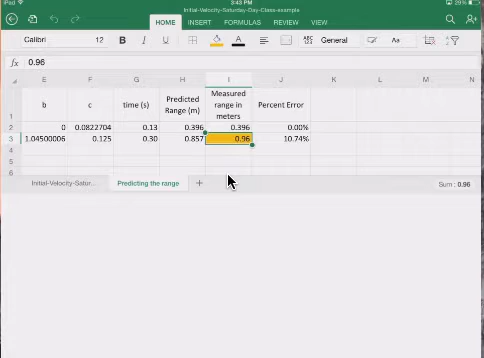 iPad 3:43 PM 29%
Initial-Velocity-Saturday-Day-Class-example
HOME INSERT FORMULAS REVIEW VIEW
Calibri 12 B I U A ABC 123 General Aa
fx 0.96
E F G H I J K L M N
1 b c time (s) Predicted Range (m) Measured range in meters Percent Error
2 0 0.0822704 0.13 0.396 0.396 0.00%
3 1.04500006 0.125 0.30 0.857 0.96 10.74%
4
5
6
Initial-Velocity-Satur... Predicting the range + Sum : 0.96